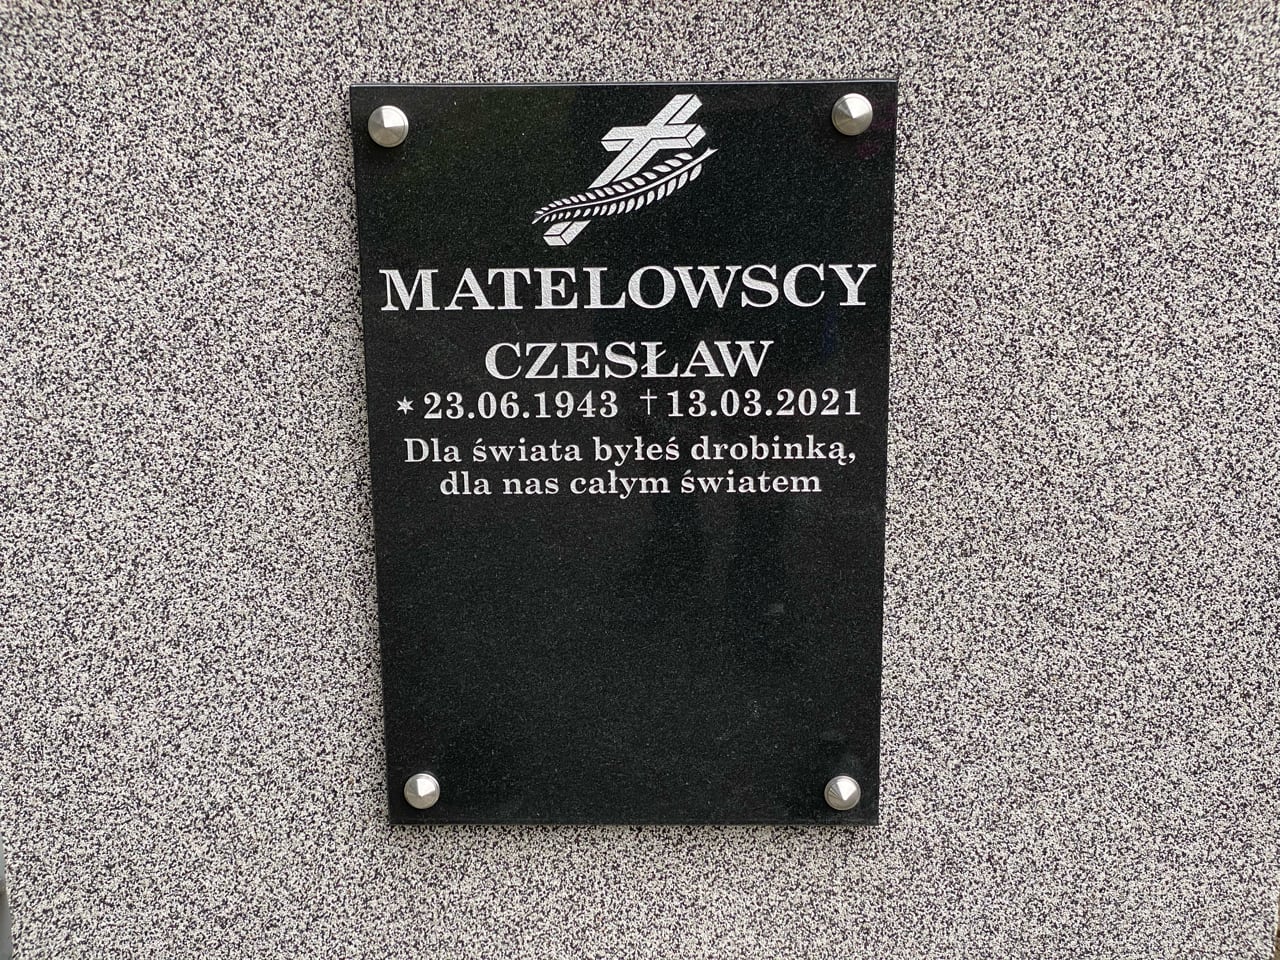 MATELOWSCY
CZESŁAW
* 23.06.1943 † 13.03.2021
Dla świata byłeś drobinką,
dla nas całym światem